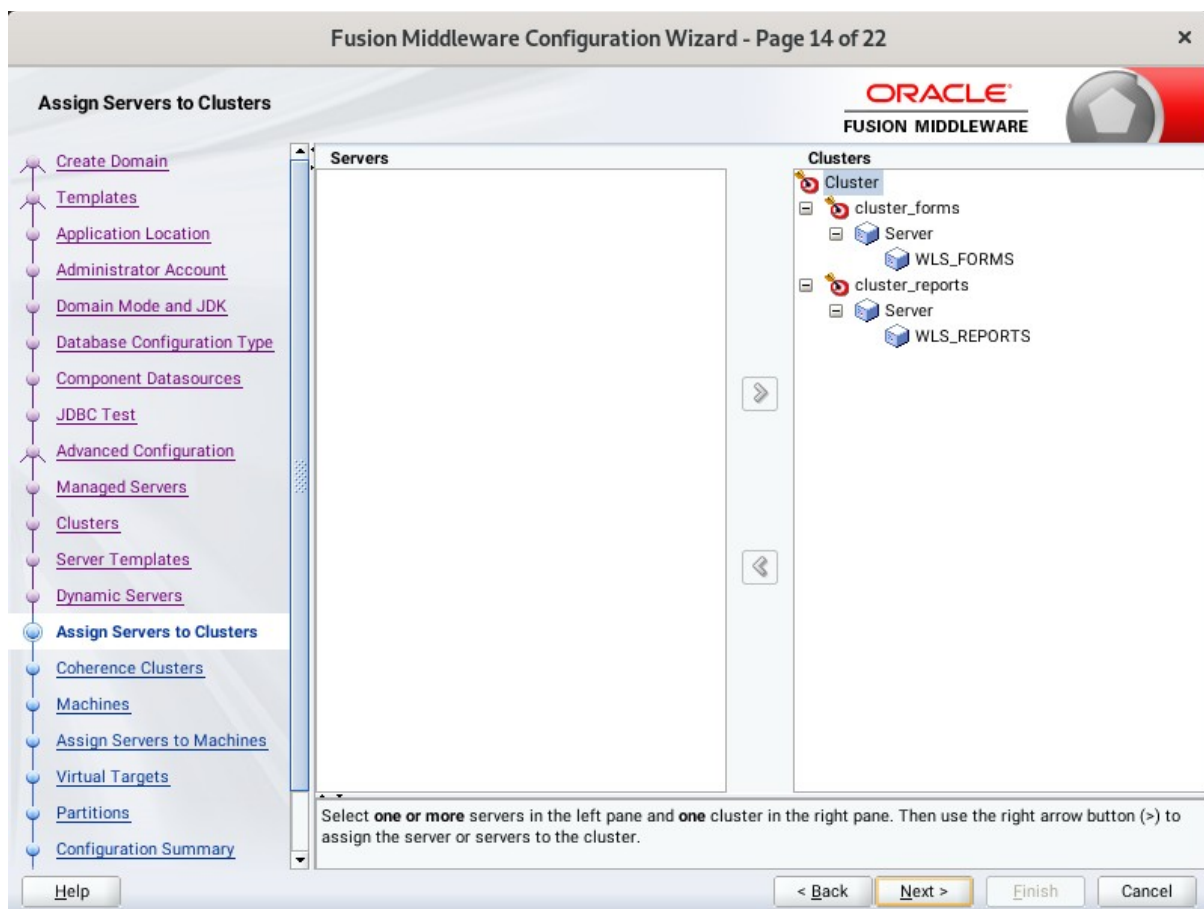 Fusion Middleware Configuration Wizard - Page 14 of 22
×
Assign Servers to Clusters
ORACLE
FUSION MIDDLEWARE
Create Domain
Templates
Application Location
Administrator Account
Domain Mode and JDK
Database Configuration Type
Component Datasources
JDBC Test
Advanced Configuration
Managed Servers
Clusters
Server Templates
Dynamic Servers
Assign Servers to Clusters
Coherence Clusters
Machines
Assign Servers to Machines
Virtual Targets
Partitions
Configuration Summary
Servers
Clusters
Cluster
cluster_forms
Server
WLS_FORMS
cluster_reports
Server
WLS_REPORTS
Select one or more servers in the left pane and one cluster in the right pane. Then use the right arrow button (>) to
assign the server or servers to the cluster.
Help
< Back
Next >
Finish
Cancel